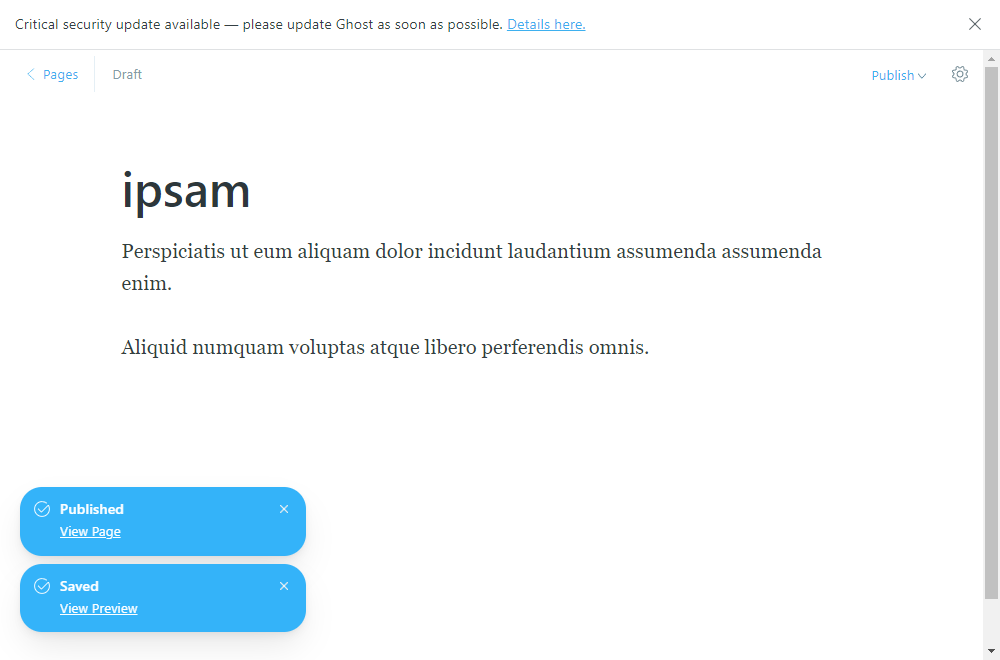 Critical security update available — please update Ghost as soon as possible. Details here.
Pages
Draft
Publish
ipsam
Perspiciatis ut eum aliquam dolor incidunt laudantium assumenda assumenda
enim.
Aliquid numquam voluptas atque libero perferendis omnis.
Published
View Page
Saved
View Preview